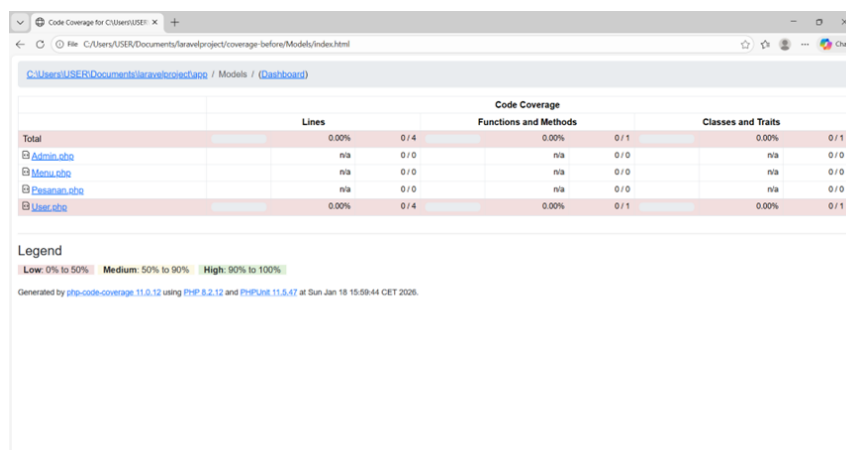 Code Coverage for C:\Users\USER\
File C:/Users/USER/Documents/laravelproject/coverage-before/Models/index.html
C:\Users\USER\Documents\laravelproject\app / Models / (Dashboard)
Code Coverage
Lines Functions and Methods Classes and Traits
Total 0.00% 0 / 4 0.00% 0 / 1 0.00% 0 / 1
Admin.php n/a 0 / 0 n/a 0 / 0 n/a 0 / 0
Menu.php n/a 0 / 0 n/a 0 / 0 n/a 0 / 0
Pesanan.php n/a 0 / 0 n/a 0 / 0 n/a 0 / 0
User.php 0.00% 0 / 4 0.00% 0 / 1 0.00% 0 / 1
Legend
Low: 0% to 50% Medium: 50% to 90% High: 90% to 100%
Generated by php-code-coverage 11.0.12 using PHP 8.2.12 and PHPUnit 11.5.47 at Sun Jan 18 15:59:44 CET 2026.